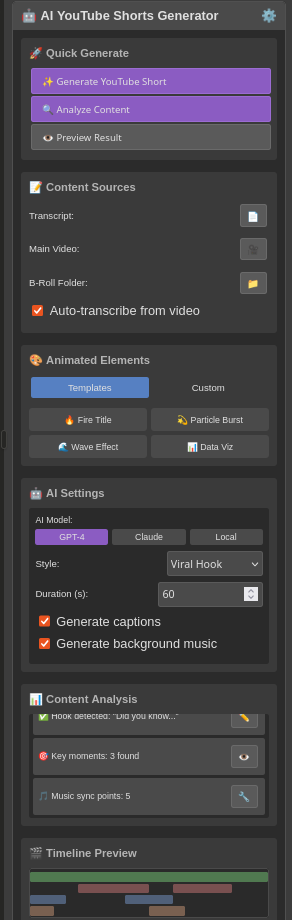 🤖 AI YouTube Shorts Generator ⚙️
🚀 Quick Generate
✨ Generate YouTube Short
🔍 Analyze Content
👁️ Preview Result
📝 Content Sources
Transcript:
Main Video:
B-Roll Folder:
Auto-transcribe from video
🎨 Animated Elements
Templates Custom
🔥 Fire Title 💫 Particle Burst
🌊 Wave Effect 📊 Data Viz
🤖 AI Settings
AI Model:
GPT-4 Claude Local
Style: Viral Hook
Duration (s): 60
Generate captions
Generate background music
📊 Content Analysis
✅ Hook detected: "Did you know..."
🎯 Key moments: 3 found
🎵 Music sync points: 5
🎬 Timeline Preview